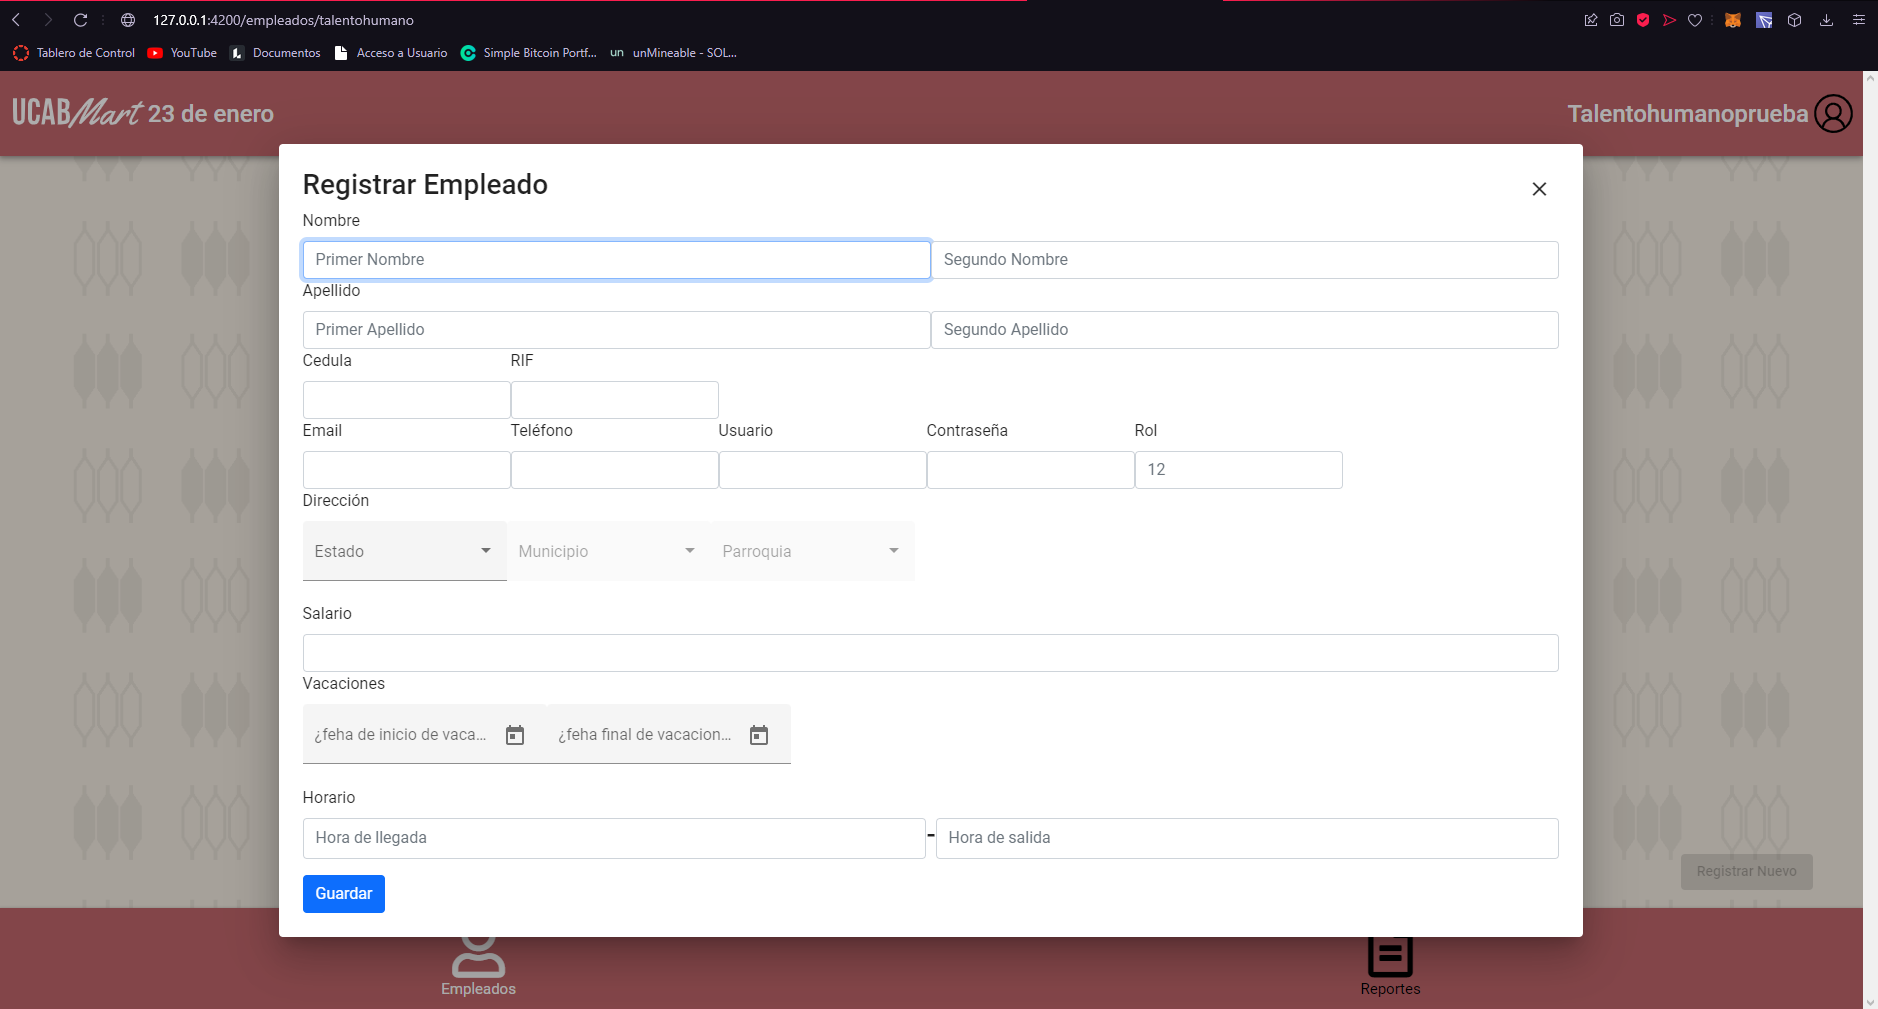 127.0.0.1:4200/empleados/talentohumano
Tablero de Control YouTube Documentos Acceso a Usuario Simple Bitcoin Portf... un unMineable - SOL...
UCABMart 23 de enero Talentohumanoprueba
Registrar Empleado
Nombre
Primer Nombre Segundo Nombre
Apellido
Primer Apellido Segundo Apellido
Cedula RIF
Email Teléfono Usuario Contraseña Rol
12
Dirección
Estado Municipio Parroquia
Salario
Vacaciones
¿feha de inicio de vaca... ¿feha final de vacacion...
Horario
Hora de llegada - Hora de salida
Registrar Nuevo
Guardar
Empleados Reportes